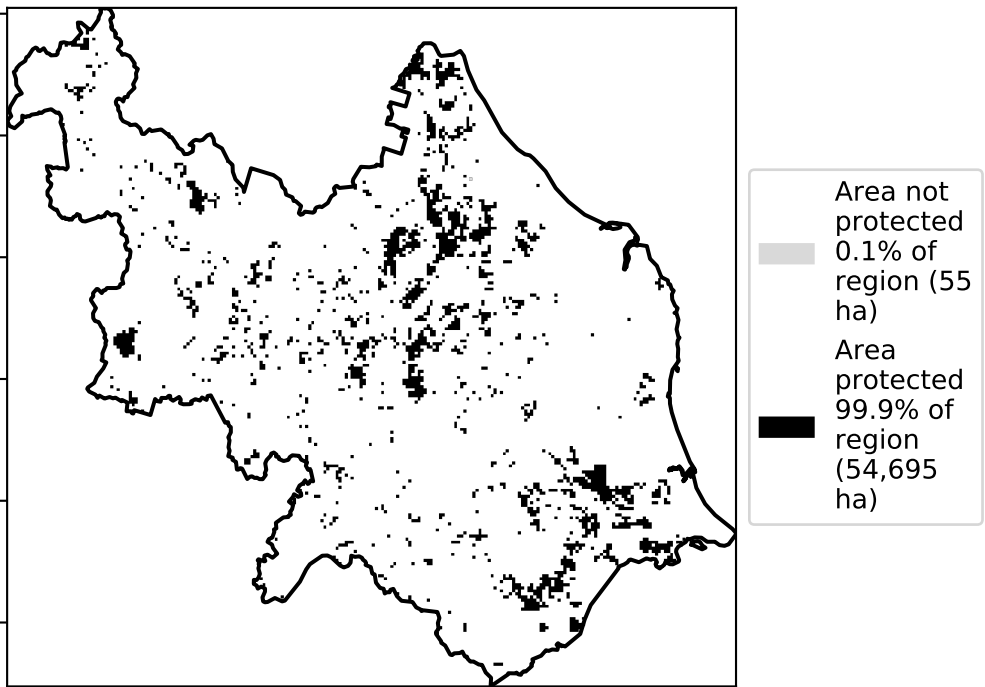 Area not
protected
0.1% of
region (55
ha)
Area
protected
99.9% of
region
(54,695
ha)